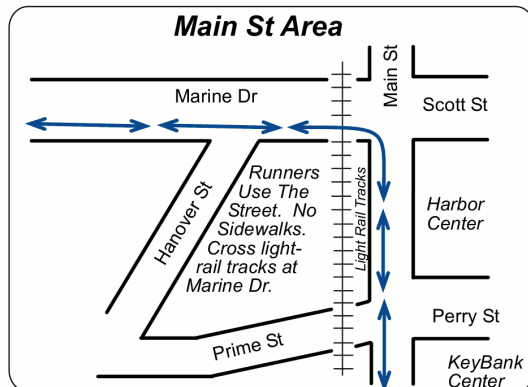 Main St Area
Marine Dr
Main St
Scott St
Hanover St
Runners
Use The
Street. No
Sidewalks.
Cross light-
rail tracks at
Marine Dr.
Light Rail Tracks
Harbor
Center
Prime St
Perry St
KeyBank
Center